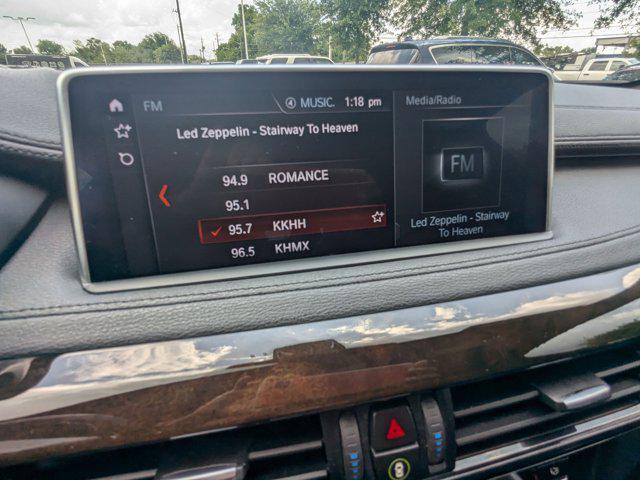 FM
4 MUSIC. 1:18 pm
Media/Radio
Led Zeppelin - Stairway To Heaven
94.9 ROMANCE
95.1
95.7 KKHH
96.5 KHMX
FM
Led Zeppelin - Stairway
To Heaven